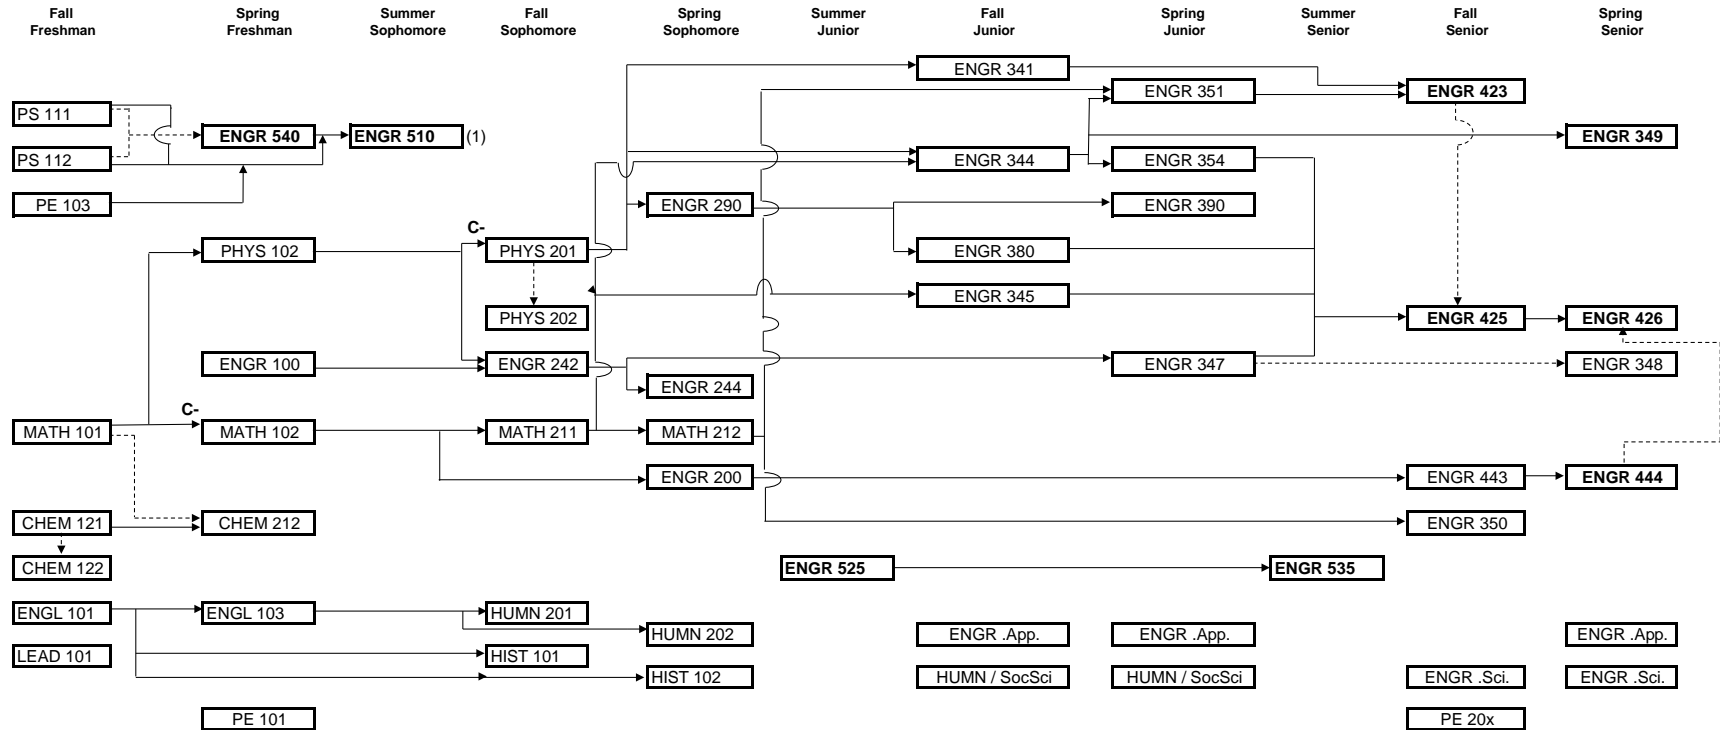 Fall
Freshman
Spring
Freshman
Summer
Sophomore
Fall
Sophomore
Spring
Sophomore
Summer
Junior
Fall
Junior
Spring
Junior
Summer
Senior
Fall
Senior
Spring
Senior
ENGR 341
ENGR 351
ENGR 423
PS 111
ENGR 540
ENGR 510 (1)
ENGR 349
PS 112
ENGR 344
ENGR 354
PE 103
ENGR 290
ENGR 390
C-
PHYS 102
PHYS 201
ENGR 380
ENGR 345
PHYS 202
ENGR 425
ENGR 426
ENGR 100
ENGR 242
ENGR 347
ENGR 348
ENGR 244
C-
MATH 101
MATH 102
MATH 211
MATH 212
ENGR 200
ENGR 443
ENGR 444
CHEM 121
CHEM 212
ENGR 350
CHEM 122
ENGR 525
ENGR 535
ENGL 101
ENGL 103
HUMN 201
HUMN 202
ENGR .App.
ENGR .App.
ENGR .App.
LEAD 101
HIST 101
HIST 102
HUMN / SocSci
HUMN / SocSci
ENGR .Sci.
ENGR .Sci.
PE 101
PE 20x